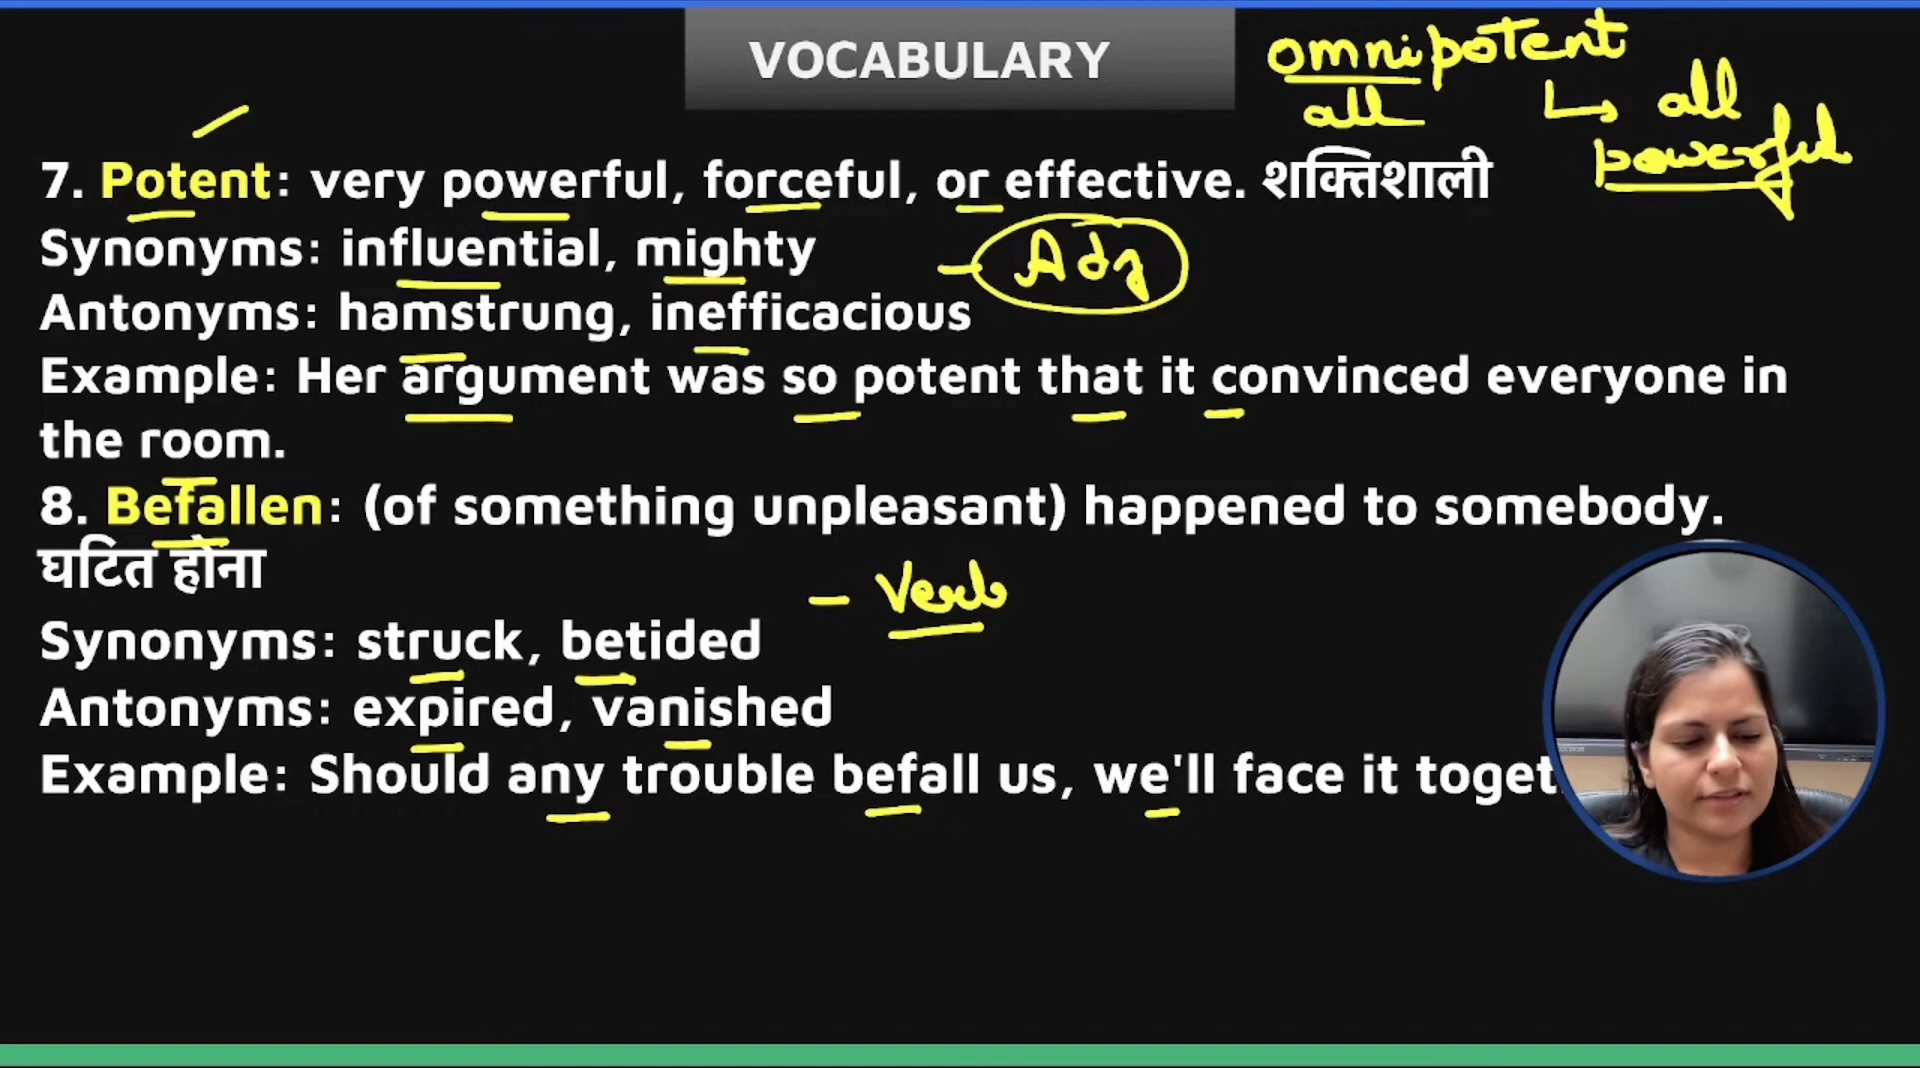 VOCABULARY
omnipotent
all
all
powerful
7. Potent: very powerful, forceful, or effective. शक्तिशाली
Synonyms: influential, mighty
Adj
Antonyms: hamstrung, inefficacious
Example: Her argument was so potent that it convinced everyone in
the room.
8. Befallen: (of something unpleasant) happened to somebody.
घटित होना
Verb
Synonyms: struck, betided
Antonyms: expired, vanished
Example: Should any trouble befall us, we'll face it toget